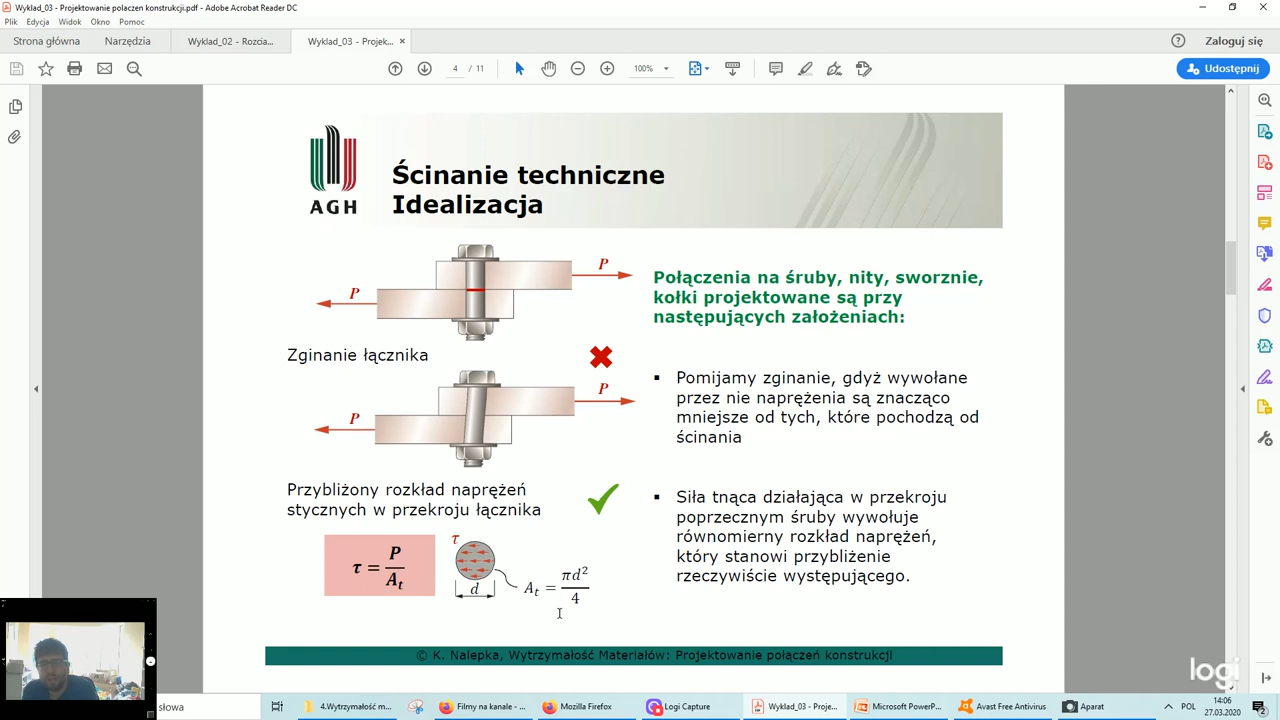 Wyklad_03 - Projektowanie polaczen konstrukcji.pdf - Adobe Acrobat Reader DC
Plik Edycja Widok Okno Pomoc
Strona główna Narzędzia Wyklad_02 - Rozcia... Wyklad_03 - Projek... × Zaloguj się
4 / 11 100% Udostępnij
AGH
Ścinanie techniczne
Idealizacja
P
P
Zginanie łącznika
P
P
Przybliżony rozkład naprężeń
stycznych w przekroju łącznika
τ = P / A_t
τ
d
A_t = πd² / 4
Połączenia na śruby, nity, sworznie,
kołki projektowane są przy
następujących założeniach:
▪ Pomijamy zginanie, gdyż wywołane
przez nie naprężenia są znacząco
mniejsze od tych, które pochodzą od
ścinania
▪ Siła tnąca działająca w przekroju
poprzecznym śruby wywołuje
równomierny rozkład naprężeń,
który stanowi przybliżenie
rzeczywiście występującego.
© K. Nalepka, Wytrzymałość Materiałów: Projektowanie połączeń konstrukcji
logi
słowa 4.Wytrzymałość m... Filmy na kanale - ... Mozilla Firefox Logi Capture Wyklad_03 - Proje... Microsoft PowerP... Avast Free Antivirus Aparat POL 14:06
27.03.2020
2